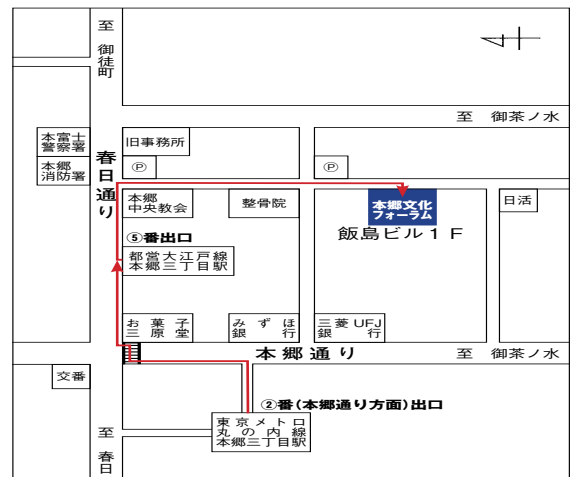 至 御徒町
至 御茶ノ水
本富士
警察署
本郷
消防署
旧事務所
Ⓟ
Ⓟ
春日通り
本郷
中央教会
整骨院
本郷文化
フォーラム
飯島ビル1F
日活
⑤番出口
都営大江戸線
本郷三丁目駅
お菓子
三原堂
みずほ
銀行
三菱UFJ
銀行
本郷通り
至 御茶ノ水
交番
②番(本郷通り方面)出口
東京メトロ
丸の内線
本郷三丁目駅
至 春日